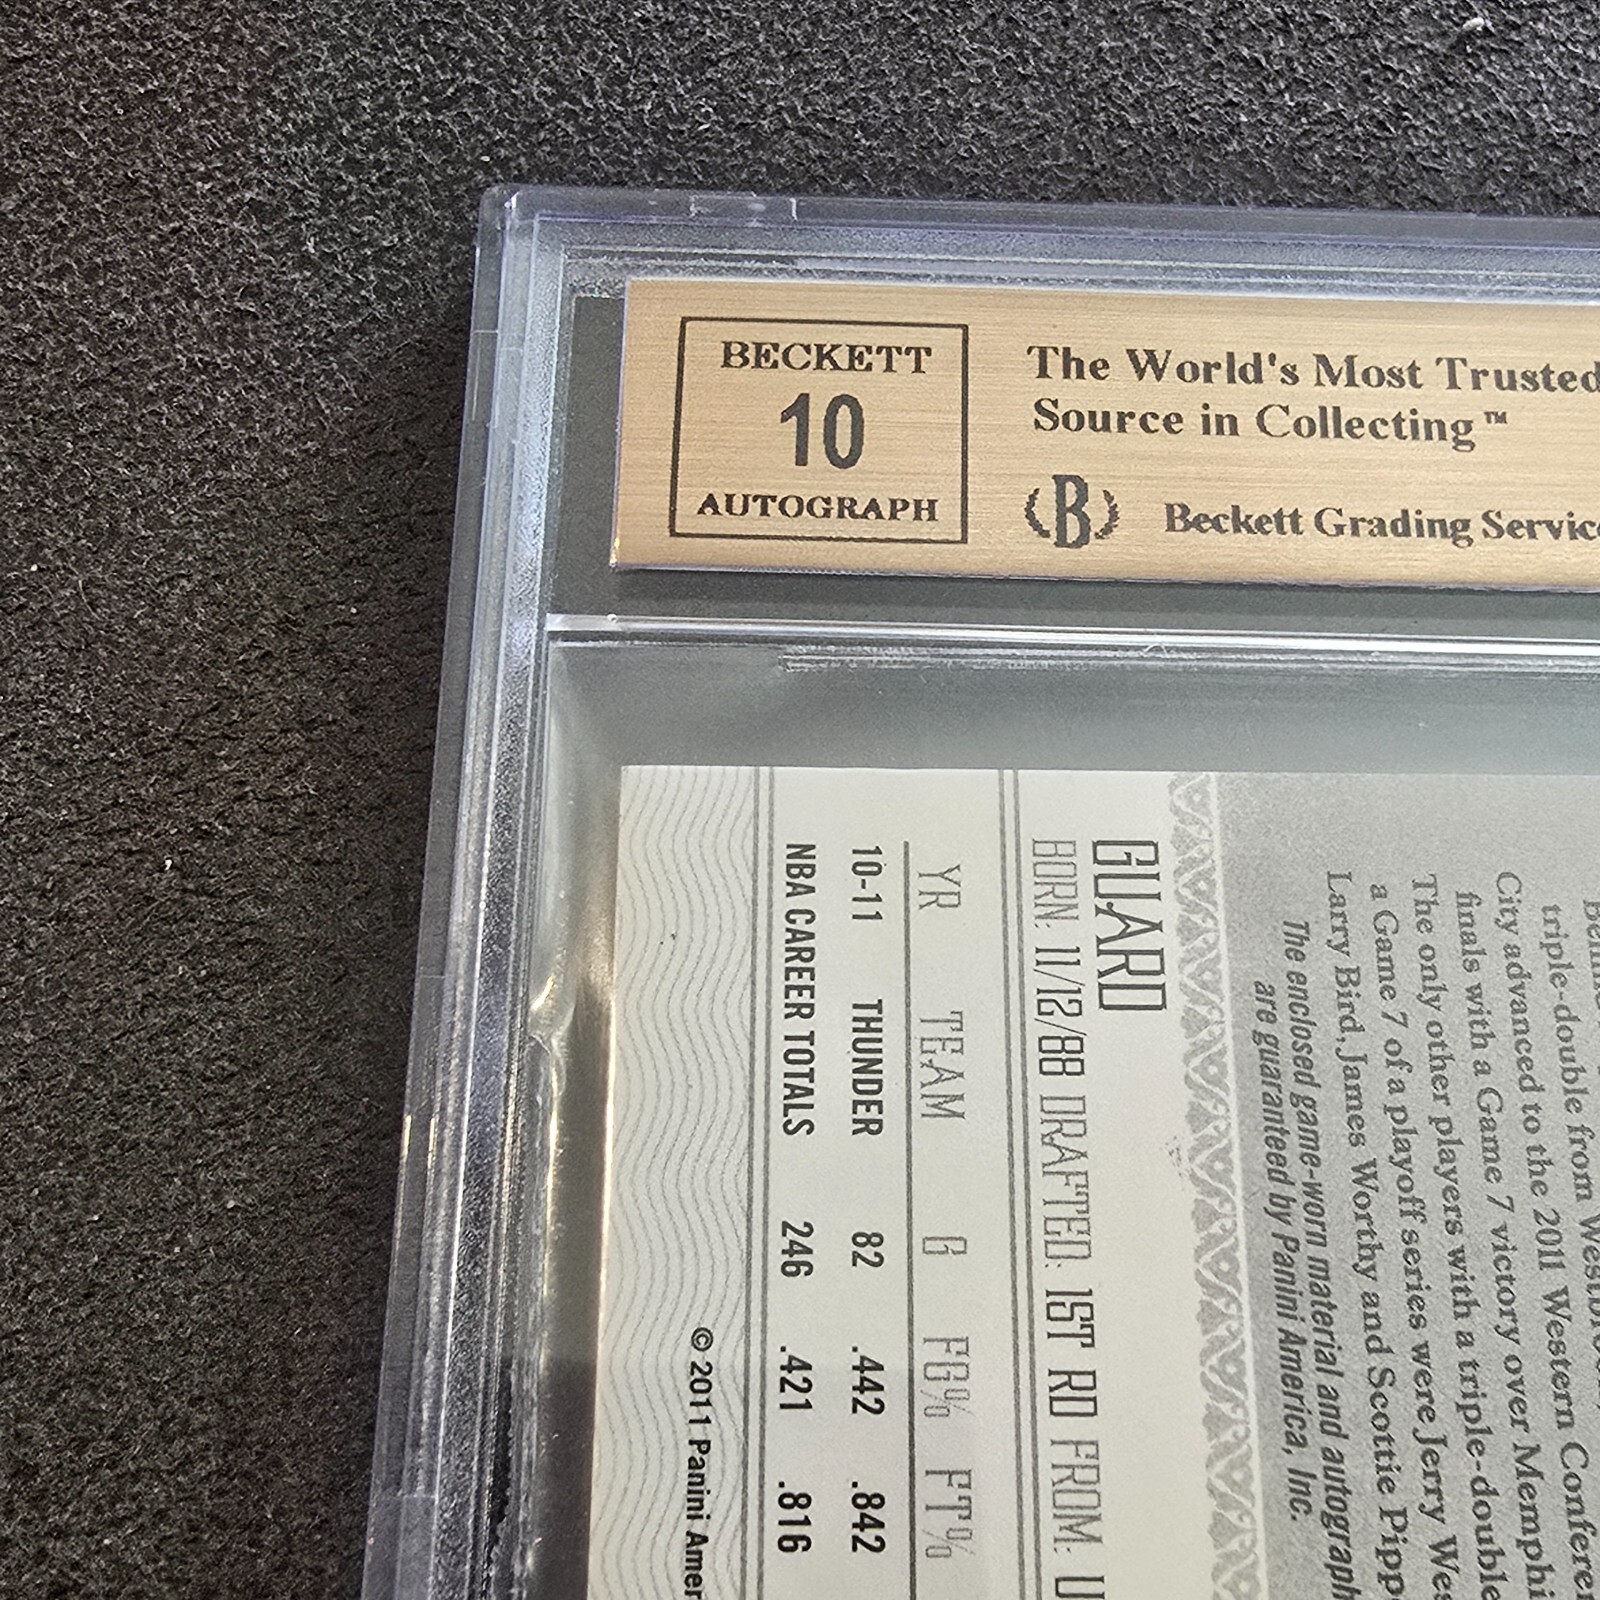 BECKETT
10
AUTOGRAPH
The World's Most Trusted
Source in Collecting™
B
Beckett Grading Servic
triple-double from
City advanced to the 2011 Western Conferen
finals with a Game 7 victory over Memphi
The only other players with a triple-double
a Game 7 of a playoff series were Jerry Wes
Larry Bird, James Worthy and Scottie Pipp
The enclosed game-worn material and autograph
are guaranteed by Panini America, Inc.
GUARD
BORN: 11/12/88 DRAFTED: 1ST RD FROM: U
YR TEAM G FG% FT%
10-11 THUNDER 82 .442 .842
NBA CAREER TOTALS 246 .421 .816
© 2011 Panini Amer